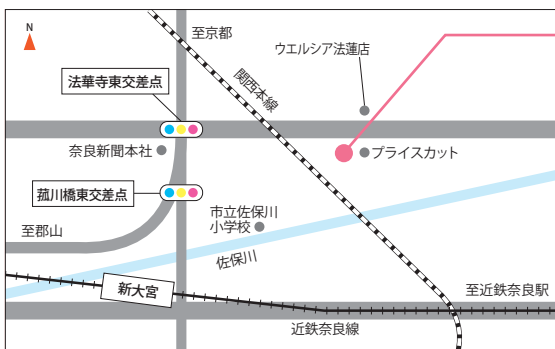 N
至京都
ウエルシア法蓮店
関西本線
法華寺東交差点
奈良新聞本社
プライスカット
菰川橋東交差点
市立佐保川
小学校
至郡山
佐保川
新大宮
至近鉄奈良駅
近鉄奈良線